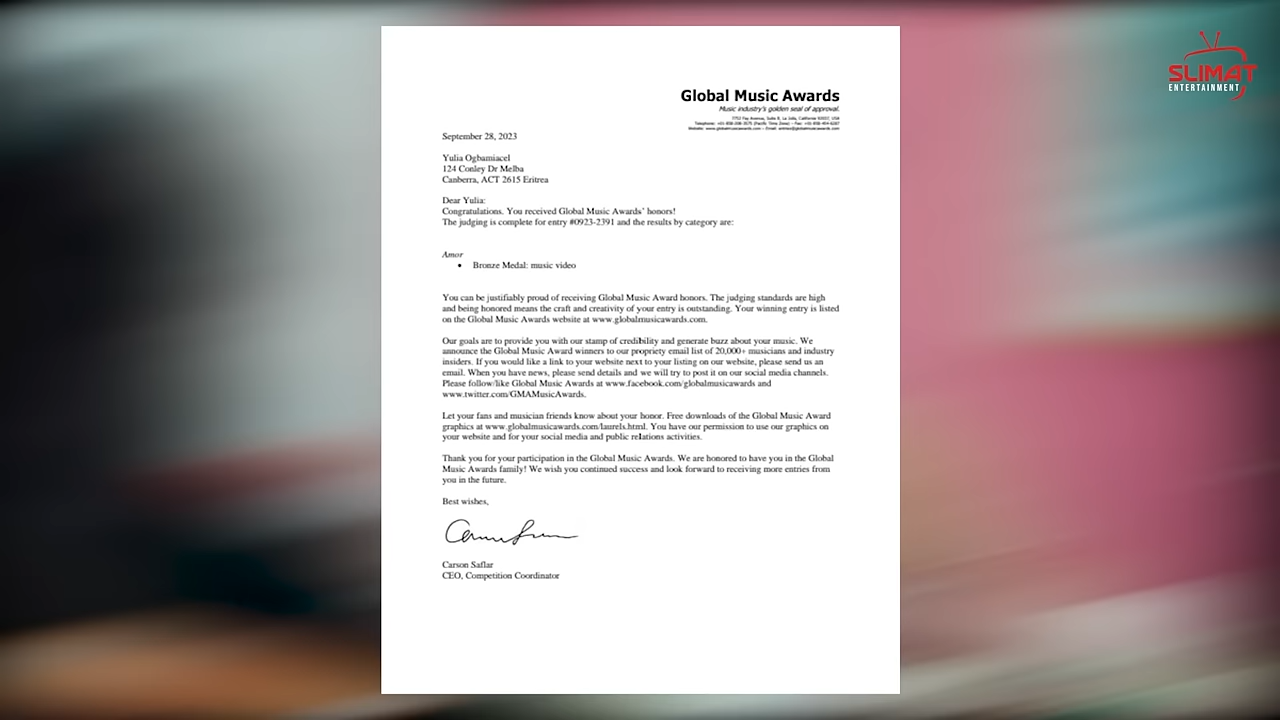 SLIMAT
ENTERTAINMENT
Global Music Awards
Music industry's golden seal of approval.
September 28, 2023
Yulia Ogbamiacel
124 Conley Dr Melba
Canberra, ACT 2615 Eritrea
Dear Yulia:
Congratulations. You received Global Music Awards' honors!
The judging is complete for entry #0923-2391 and the results by category are:
Amor
• Bronze Medal: music video
You can be justifiably proud of receiving Global Music Award honors. The judging standards are high
and being honored means the craft and creativity of your entry is outstanding. Your winning entry is listed
on the Global Music Awards website at www.globalmusicawards.com.
Our goals are to provide you with our stamp of credibility and generate buzz about your music. We
announce the Global Music Award winners to our propriety email list of 20,000+ musicians and industry
insiders. If you would like a link to your website next to your listing on our website, please send us an
email. When you have news, please send details and we will try to post it on our social media channels.
Please follow/like Global Music Awards at www.facebook.com/globalmusicawards and
www.twitter.com/GMAMusicAwards.
Let your fans and musician friends know about your honor. Free downloads of the Global Music Award
graphics at www.globalmusicawards.com/laurels.html. You have our permission to use our graphics on
your website and for your social media and public relations activities.
Thank you for your participation in the Global Music Awards. We are honored to have you in the Global
Music Awards family! We wish you continued success and look forward to receiving more entries from
you in the future.
Best wishes,
Carson Saflar
CEO, Competition Coordinator